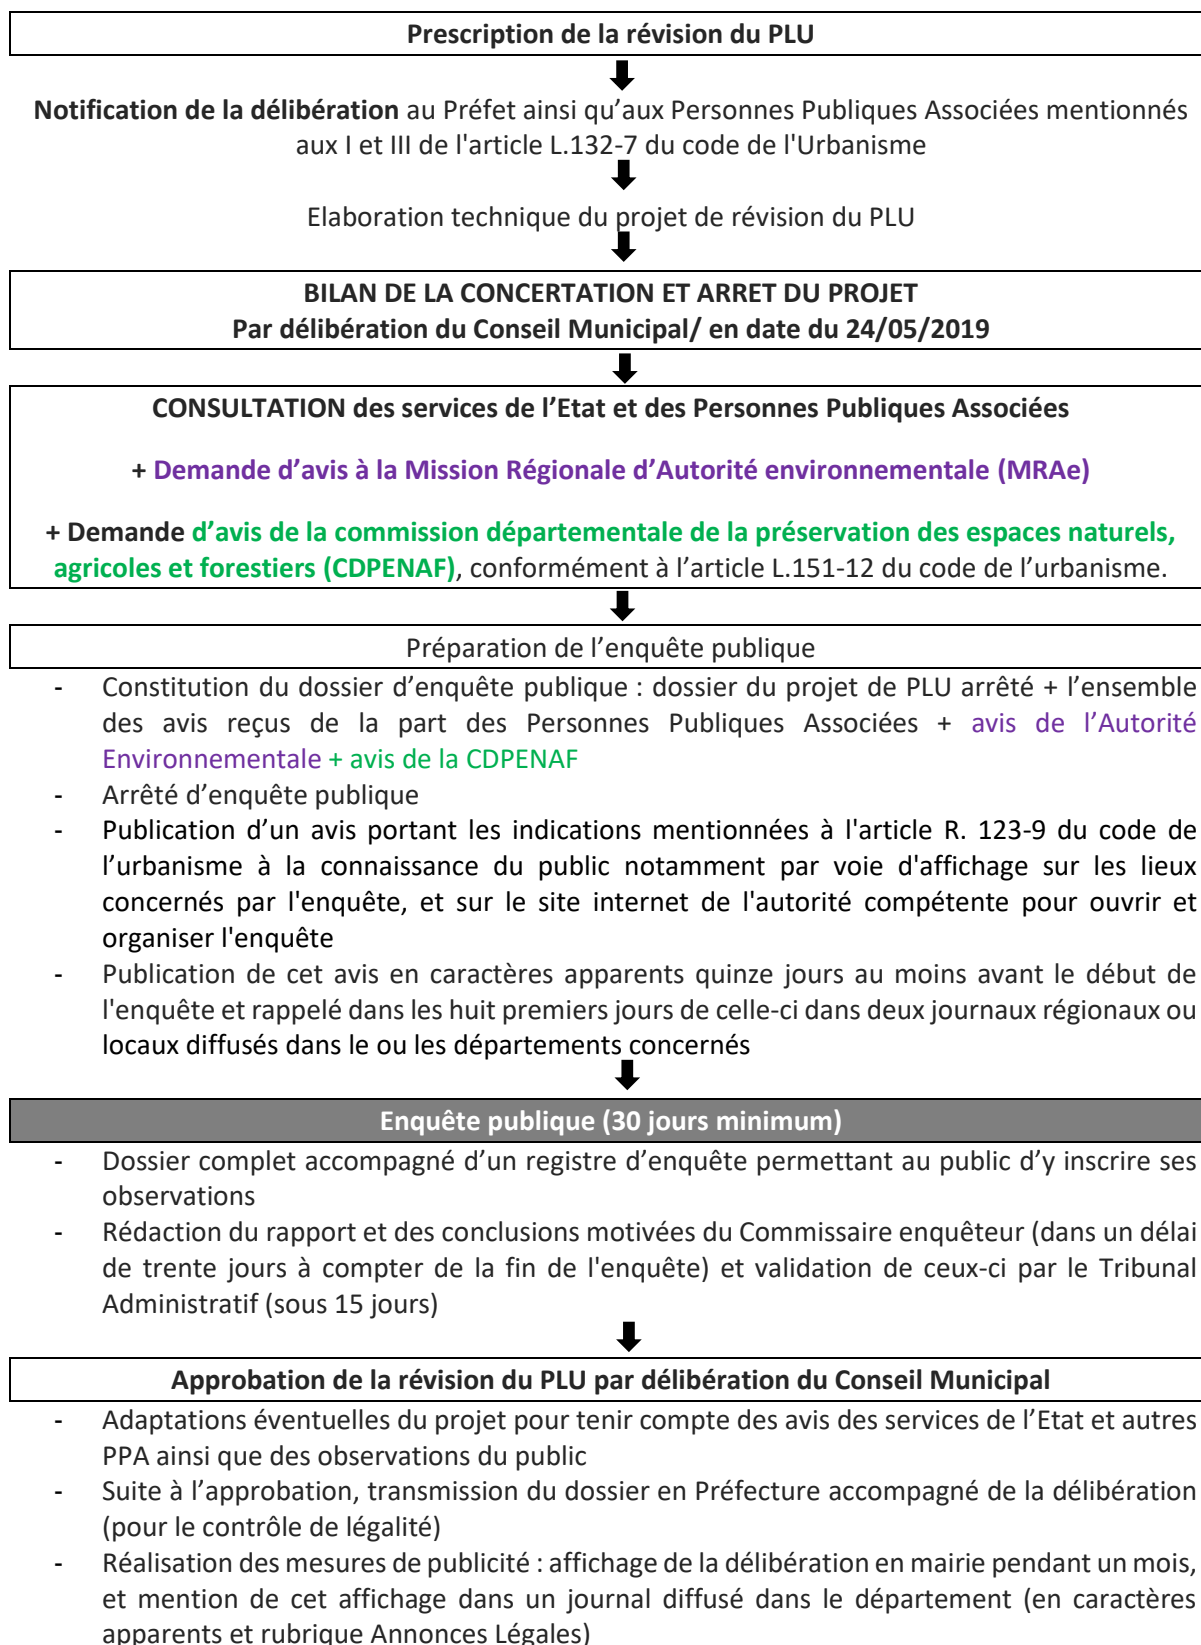 Prescription de la révision du PLU
Notification de la délibération au Préfet ainsi qu’aux Personnes Publiques Associées mentionnés
aux I et III de l'article L.132-7 du code de l'Urbanisme
Elaboration technique du projet de révision du PLU
BILAN DE LA CONCERTATION ET ARRET DU PROJET
Par délibération du Conseil Municipal/ en date du 24/05/2019
CONSULTATION des services de l’Etat et des Personnes Publiques Associées
+ Demande d’avis à la Mission Régionale d’Autorité environnementale (MRAe)
+ Demande d’avis de la commission départementale de la préservation des espaces naturels,
agricoles et forestiers (CDPENAF), conformément à l’article L.151-12 du code de l’urbanisme.
Préparation de l’enquête publique
- Constitution du dossier d’enquête publique : dossier du projet de PLU arrêté + l’ensemble
des avis reçus de la part des Personnes Publiques Associées + avis de l’Autorité
Environnementale + avis de la CDPENAF
- Arrêté d’enquête publique
- Publication d’un avis portant les indications mentionnées à l'article R. 123-9 du code de
l’urbanisme à la connaissance du public notamment par voie d'affichage sur les lieux
concernés par l'enquête, et sur le site internet de l'autorité compétente pour ouvrir et
organiser l'enquête
- Publication de cet avis en caractères apparents quinze jours au moins avant le début de
l'enquête et rappelé dans les huit premiers jours de celle-ci dans deux journaux régionaux ou
locaux diffusés dans le ou les départements concernés
Enquête publique (30 jours minimum)
- Dossier complet accompagné d’un registre d’enquête permettant au public d’y inscrire ses
observations
- Rédaction du rapport et des conclusions motivées du Commissaire enquêteur (dans un délai
de trente jours à compter de la fin de l'enquête) et validation de ceux-ci par le Tribunal
Administratif (sous 15 jours)
Approbation de la révision du PLU par délibération du Conseil Municipal
- Adaptations éventuelles du projet pour tenir compte des avis des services de l’Etat et autres
PPA ainsi que des observations du public
- Suite à l’approbation, transmission du dossier en Préfecture accompagné de la délibération
(pour le contrôle de légalité)
- Réalisation des mesures de publicité : affichage de la délibération en mairie pendant un mois,
et mention de cet affichage dans un journal diffusé dans le département (en caractères
apparents et rubrique Annonces Légales)